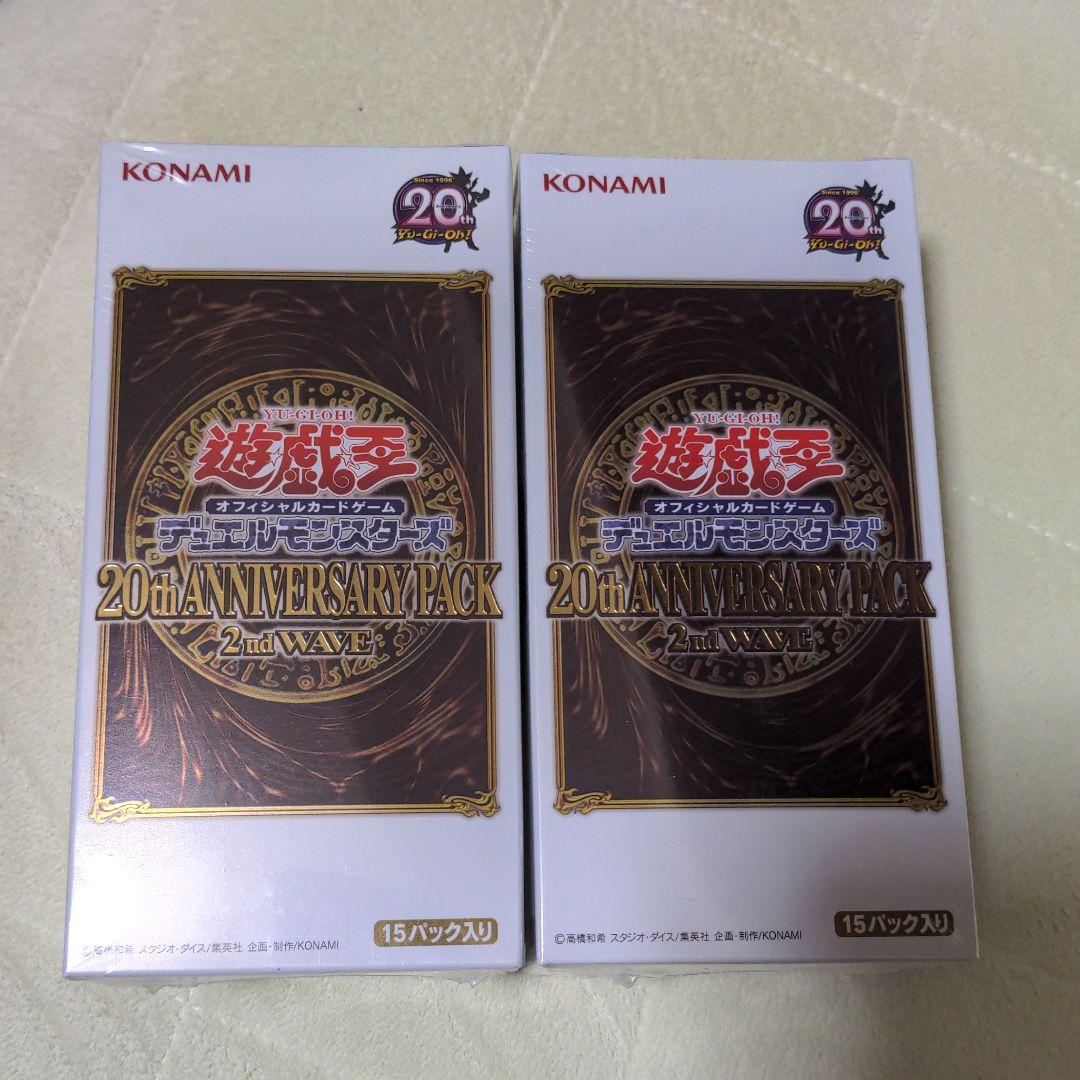 KONAMI
Since 1996
20th
Anniversary
Yu-Gi-Oh!
YU-GI-OH!
遊戯王
オフィシャルカードゲーム
デュエルモンスターズ
20th ANNIVERSARY PACK
2nd WAVE
15パック入り
©高橋和希 スタジオ・ダイス/集英社 企画・制作/KONAMI
KONAMI
Since 1996
20th
Anniversary
Yu-Gi-Oh!
YU-GI-OH!
遊戯王
オフィシャルカードゲーム
デュエルモンスターズ
20th ANNIVERSARY PACK
2nd WAVE
15パック入り
©高橋和希 スタジオ・ダイス/集英社 企画・制作/KONAMI